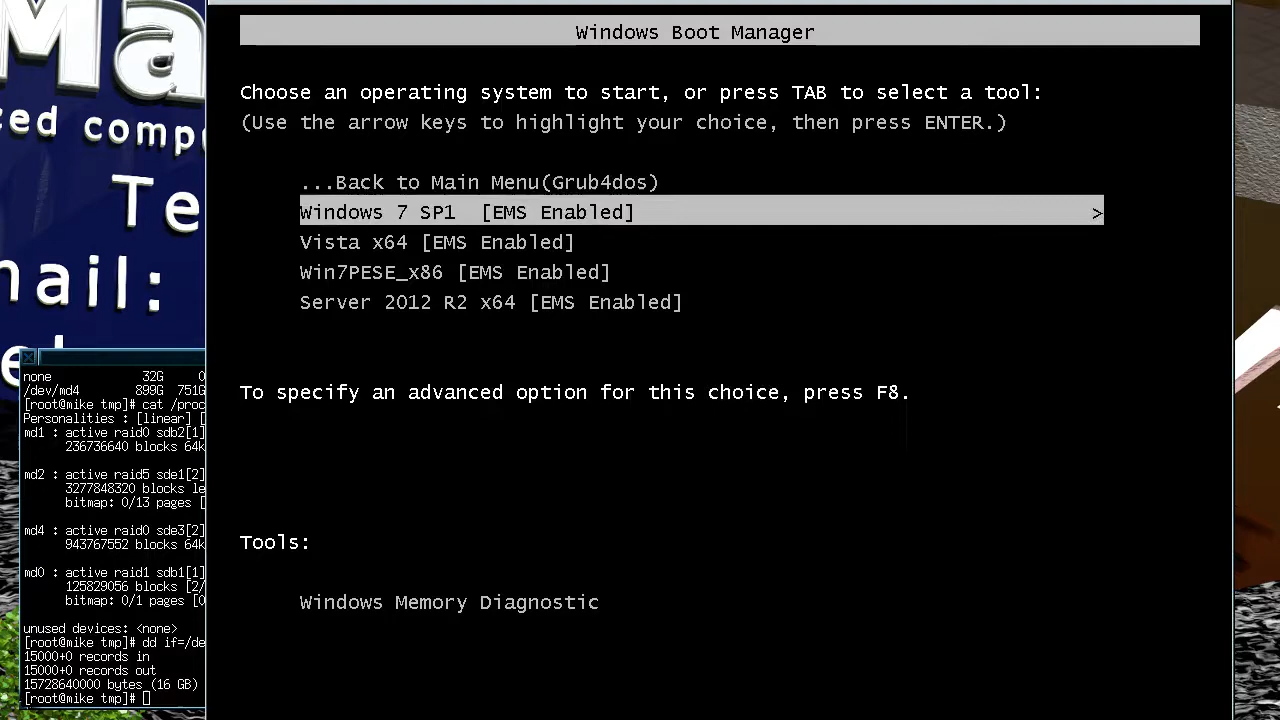 Ma
ced comp
Te
mail:
Windows Boot Manager
Choose an operating system to start, or press TAB to select a tool:
(Use the arrow keys to highlight your choice, then press ENTER.)
...Back to Main Menu(Grub4dos)
Windows 7 SP1 [EMS Enabled] >
Vista x64 [EMS Enabled]
Win7PESE_x86 [EMS Enabled]
Server 2012 R2 x64 [EMS Enabled]
To specify an advanced option for this choice, press F8.
Tools:
Windows Memory Diagnostic
none 32G 0
/dev/md4 899G 751G
[root@mike tmp]# cat /proc
Personalities : [linear] [
md1 : active raid0 sdb2[1]
236736640 blocks 64k
md2 : active raid5 sde1[2]
3277848320 blocks le
bitmap: 0/13 pages [
md4 : active raid0 sde3[2]
943767552 blocks 64k
md0 : active raid1 sdb1[1]
125829056 blocks [2/
bitmap: 0/1 pages [0
unused devices: <none>
[root@mike tmp]# dd if=/de
15000+0 records in
15000+0 records out
15728640000 bytes (16 GB)
[root@mike tmp]#